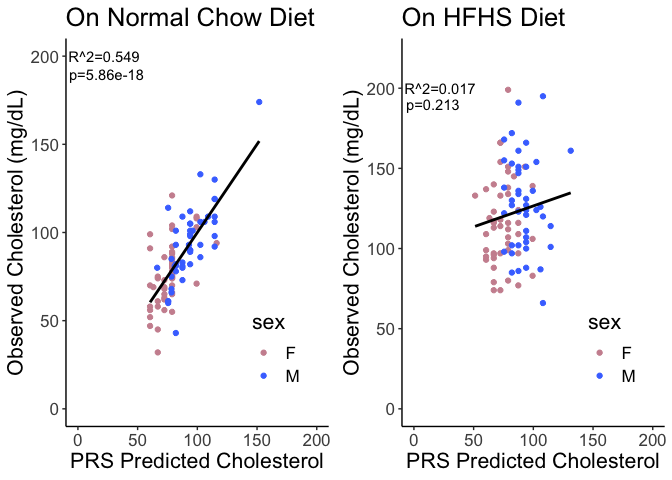 On Normal Chow Diet
R^2=0.549
p=5.86e-18
200
150
100
50
0
Observed Cholesterol (mg/dL)
sex
F
M
0 50 100 150 200
PRS Predicted Cholesterol
On HFHS Diet
R^2=0.017
p=0.213
200
150
100
50
0
Observed Cholesterol (mg/dL)
sex
F
M
0 50 100 150 200
PRS Predicted Cholesterol